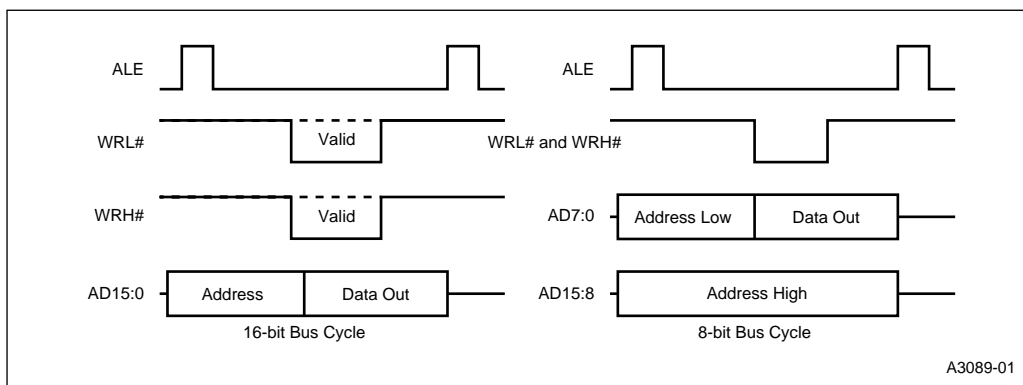 ALE
WRL#
Valid
WRH#
Valid
AD15:0
Address
Data Out
16-bit Bus Cycle
ALE
WRL# and WRH#
AD7:0
Address Low
Data Out
AD15:8
Address High
8-bit Bus Cycle
A3089-01